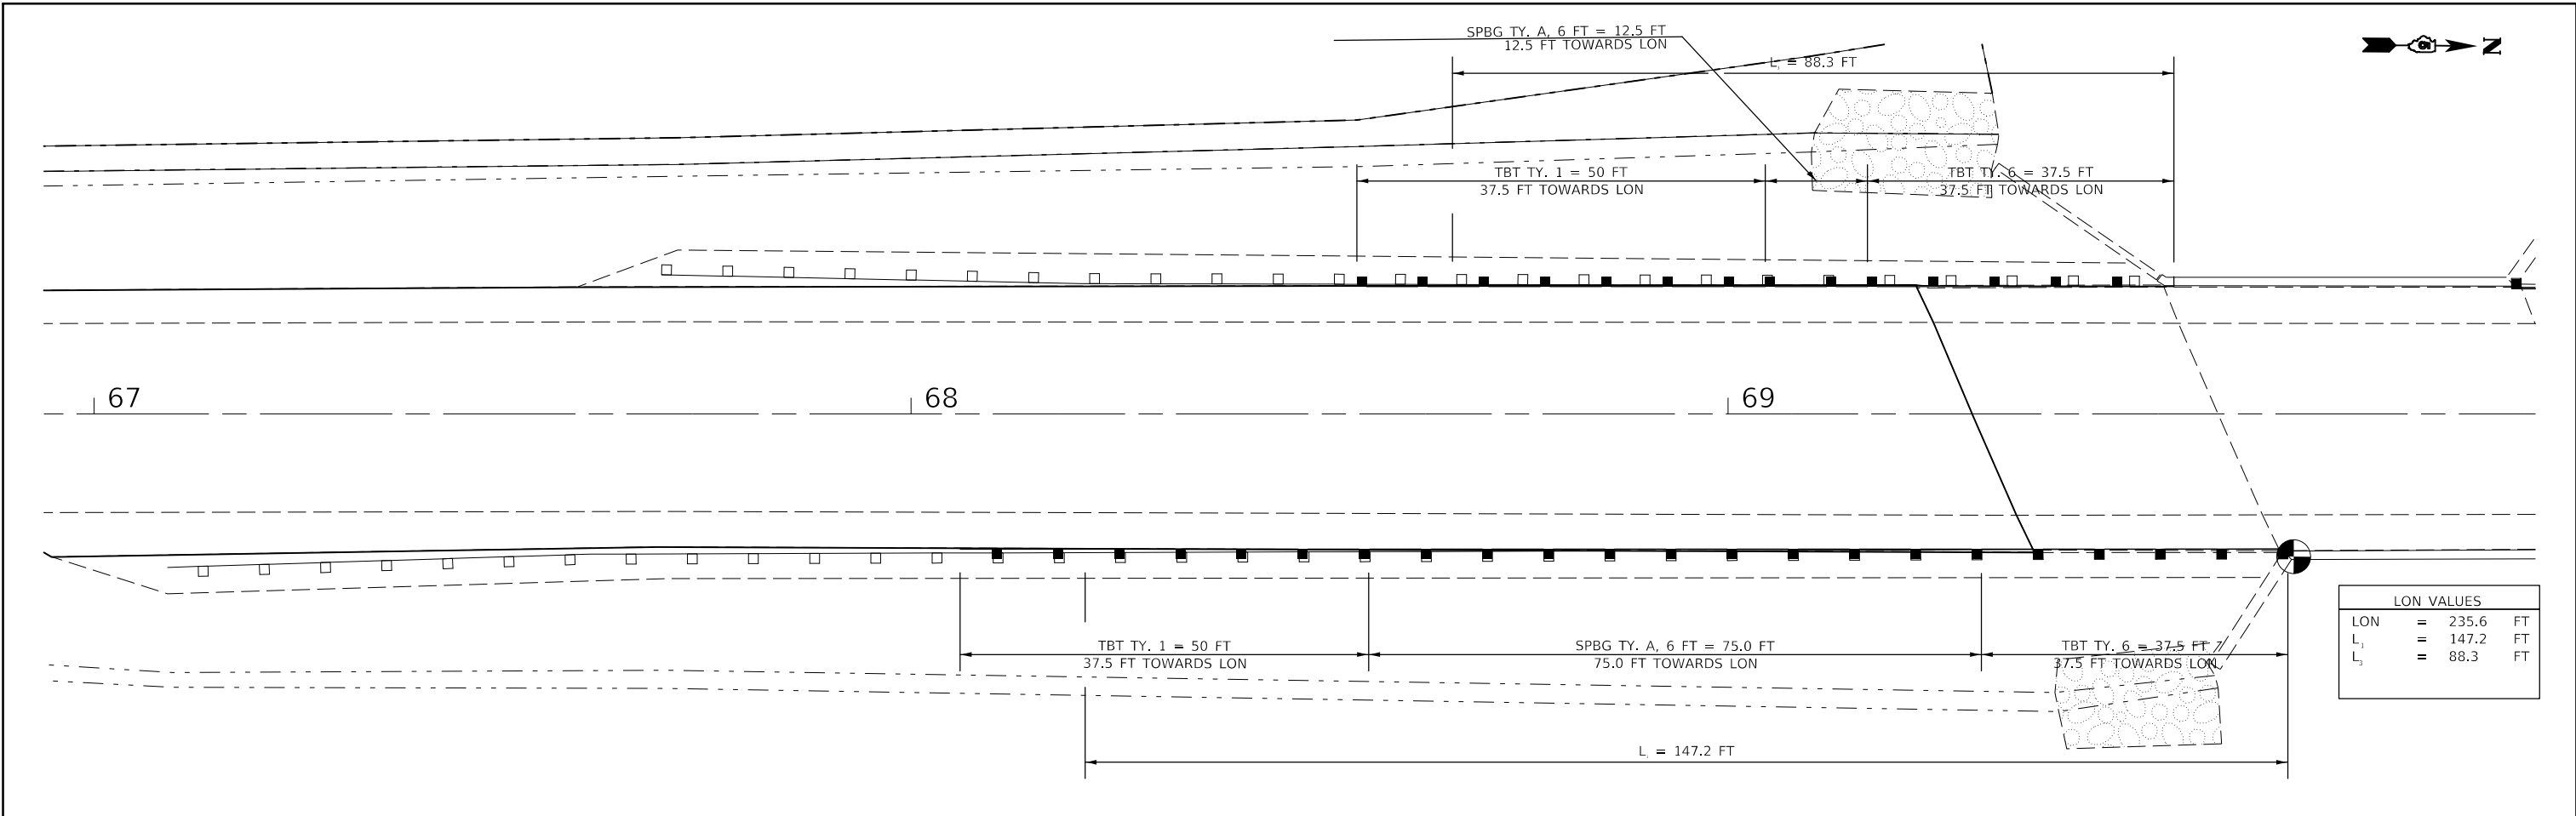 SPBG TY. A, 6 FT = 12.5 FT
12.5 FT TOWARDS LON
N
L = 88.3 FT
TBT TY. 1 = 50 FT
37.5 FT TOWARDS LON
TBT TY. 6 = 37.5 FT
37.5 FT TOWARDS LON
67
68
69
TBT TY. 1 = 50 FT
37.5 FT TOWARDS LON
SPBG TY. A, 6 FT = 75.0 FT
75.0 FT TOWARDS LON
TBT TY. 6 = 37.5 FT
37.5 FT TOWARDS LON
LON VALUES
LON = 235.6 FT
L1 = 147.2 FT
L3 = 88.3 FT
L = 147.2 FT